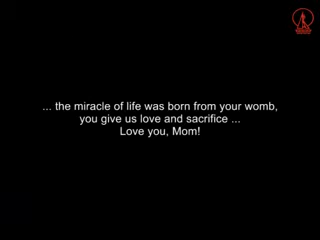 ... the miracle of life was born from your womb,
you give us love and sacrifice ...
Love you, Mom!